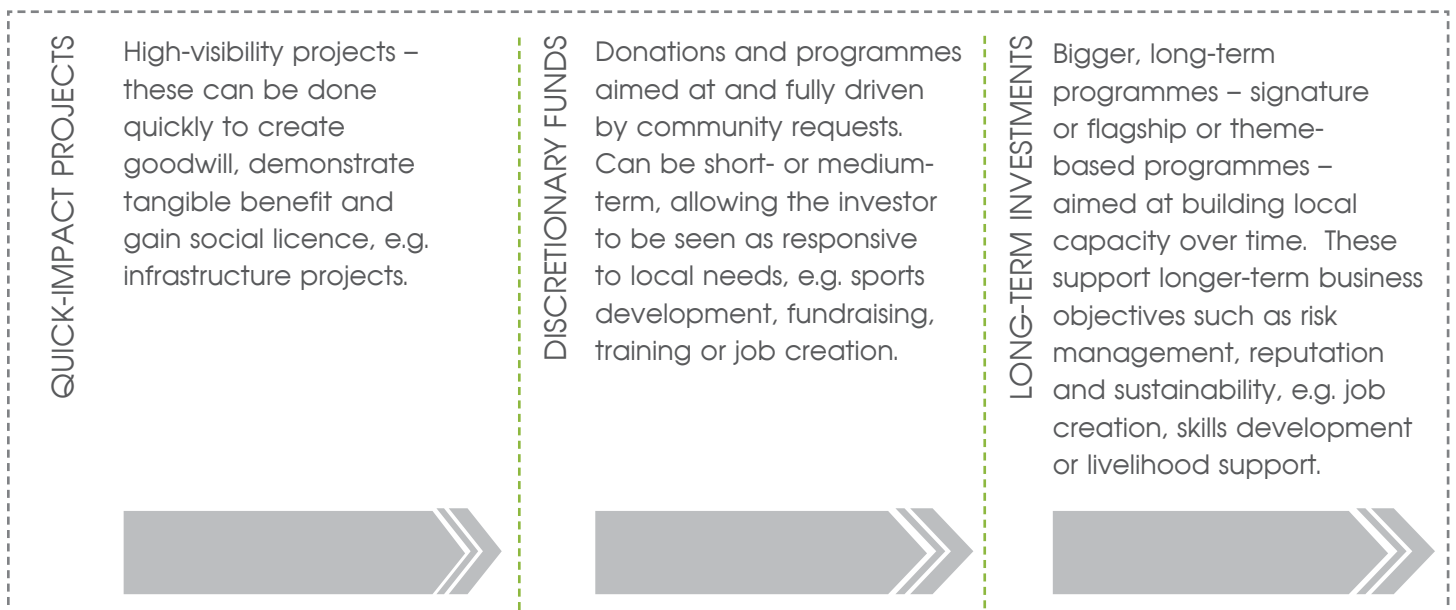 QUICK-IMPACT PROJECTS
High-visibility projects –
these can be done
quickly to create
goodwill, demonstrate
tangible benefit and
gain social licence, e.g.
infrastructure projects.
DISCRETIONARY FUNDS
Donations and programmes
aimed at and fully driven
by community requests.
Can be short- or medium-
term, allowing the investor
to be seen as responsive
to local needs, e.g. sports
development, fundraising,
training or job creation.
LONG-TERM INVESTMENTS
Bigger, long-term
programmes – signature
or flagship or theme-
based programmes –
aimed at building local
capacity over time.  These
support longer-term business
objectives such as risk
management, reputation
and sustainability, e.g. job
creation, skills development
or livelihood support.